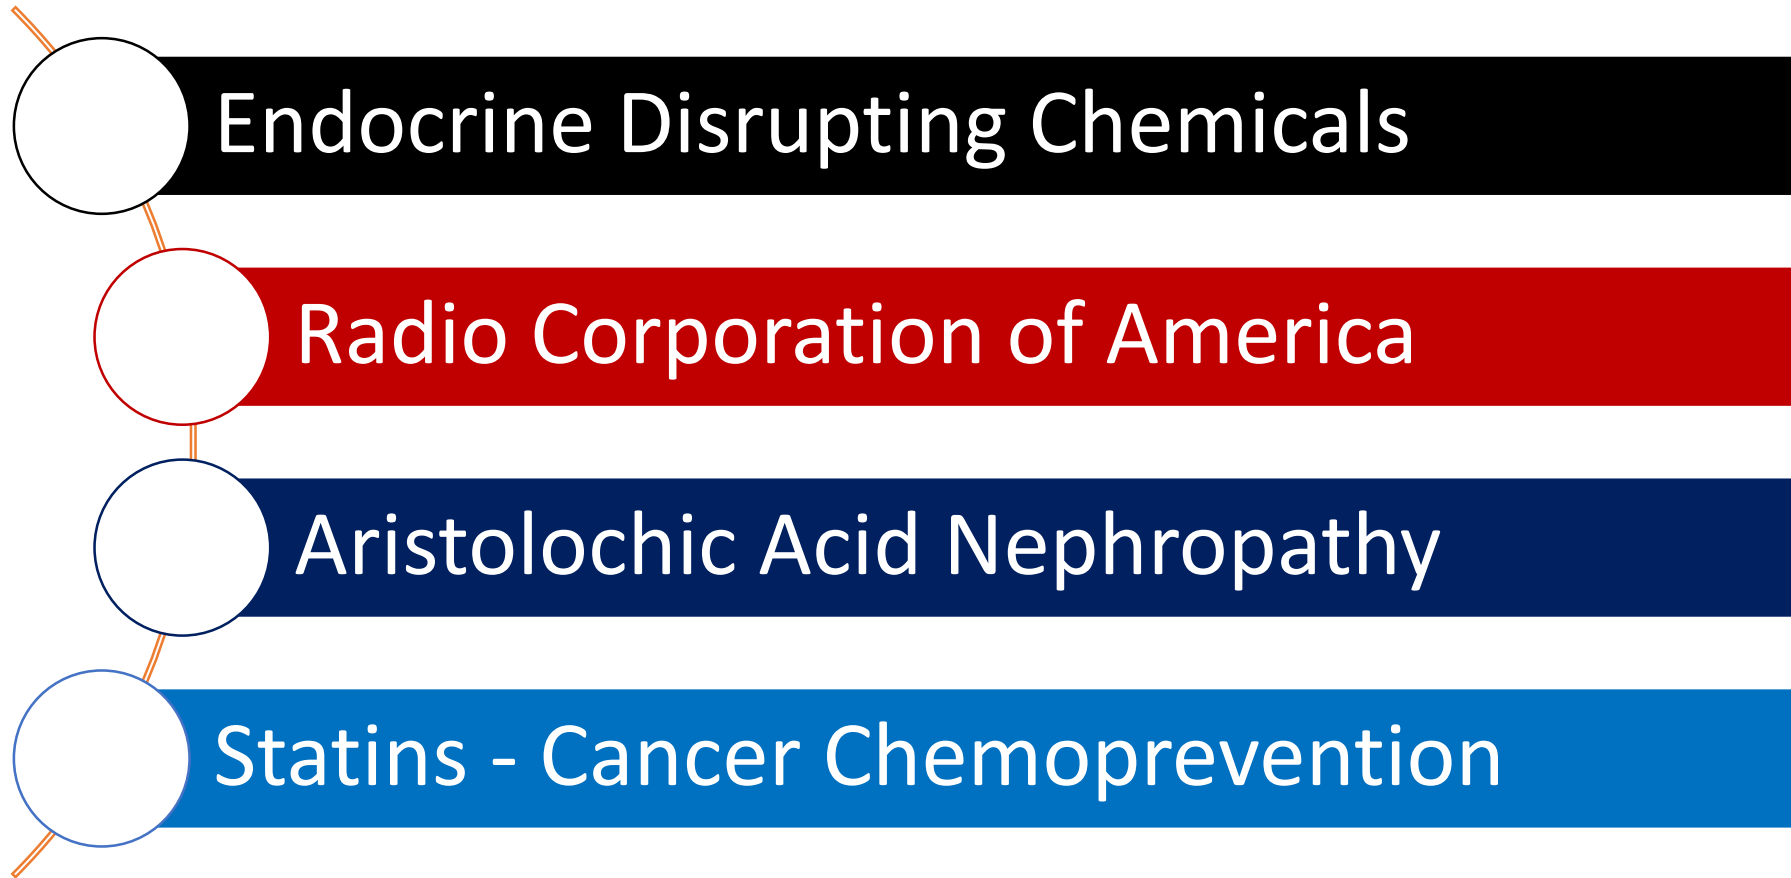 Endocrine Disrupting Chemicals
Radio Corporation of America
Aristolochic Acid Nephropathy
Statins - Cancer Chemoprevention